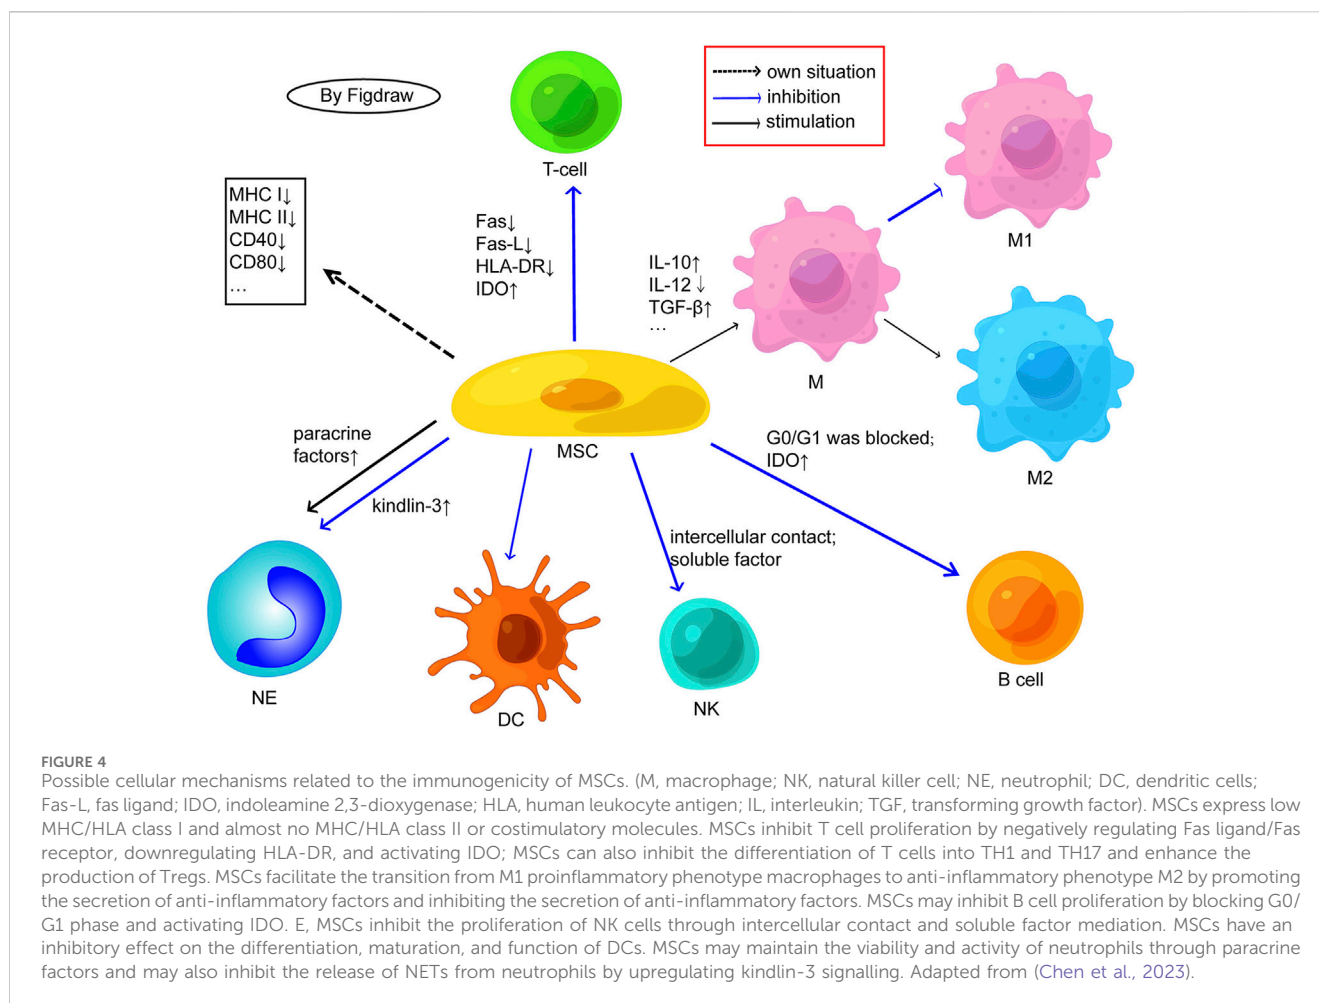 By Figdraw
own situation
inhibition
stimulation
T-cell
M1
MHC I↓
MHC II↓
CD40↓
CD80↓
...
Fas↓
Fas-L↓
HLA-DR↓
IDO↑
IL-10↑
IL-12↓
TGF-β↑
...
M
M2
MSC
paracrine
factors↑
kindlin-3↑
G0/G1 was blocked;
IDO↑
intercellular contact;
soluble factor
NE
DC
NK
B cell
FIGURE 4
Possible cellular mechanisms related to the immunogenicity of MSCs. (M, macrophage; NK, natural killer cell; NE, neutrophil; DC, dendritic cells;
Fas-L, fas ligand; IDO, indoleamine 2,3-dioxygenase; HLA, human leukocyte antigen; IL, interleukin; TGF, transforming growth factor). MSCs express low
MHC/HLA class I and almost no MHC/HLA class II or costimulatory molecules. MSCs inhibit T cell proliferation by negatively regulating Fas ligand/Fas
receptor, downregulating HLA-DR, and activating IDO; MSCs can also inhibit the differentiation of T cells into TH1 and TH17 and enhance the
production of Tregs. MSCs facilitate the transition from M1 proinflammatory phenotype macrophages to anti-inflammatory phenotype M2 by promoting
the secretion of anti-inflammatory factors and inhibiting the secretion of anti-inflammatory factors. MSCs may inhibit B cell proliferation by blocking G0/
G1 phase and activating IDO. E, MSCs inhibit the proliferation of NK cells through intercellular contact and soluble factor mediation. MSCs have an
inhibitory effect on the differentiation, maturation, and function of DCs. MSCs may maintain the viability and activity of neutrophils through paracrine
factors and may also inhibit the release of NETs from neutrophils by upregulating kindlin-3 signalling. Adapted from (Chen et al., 2023).